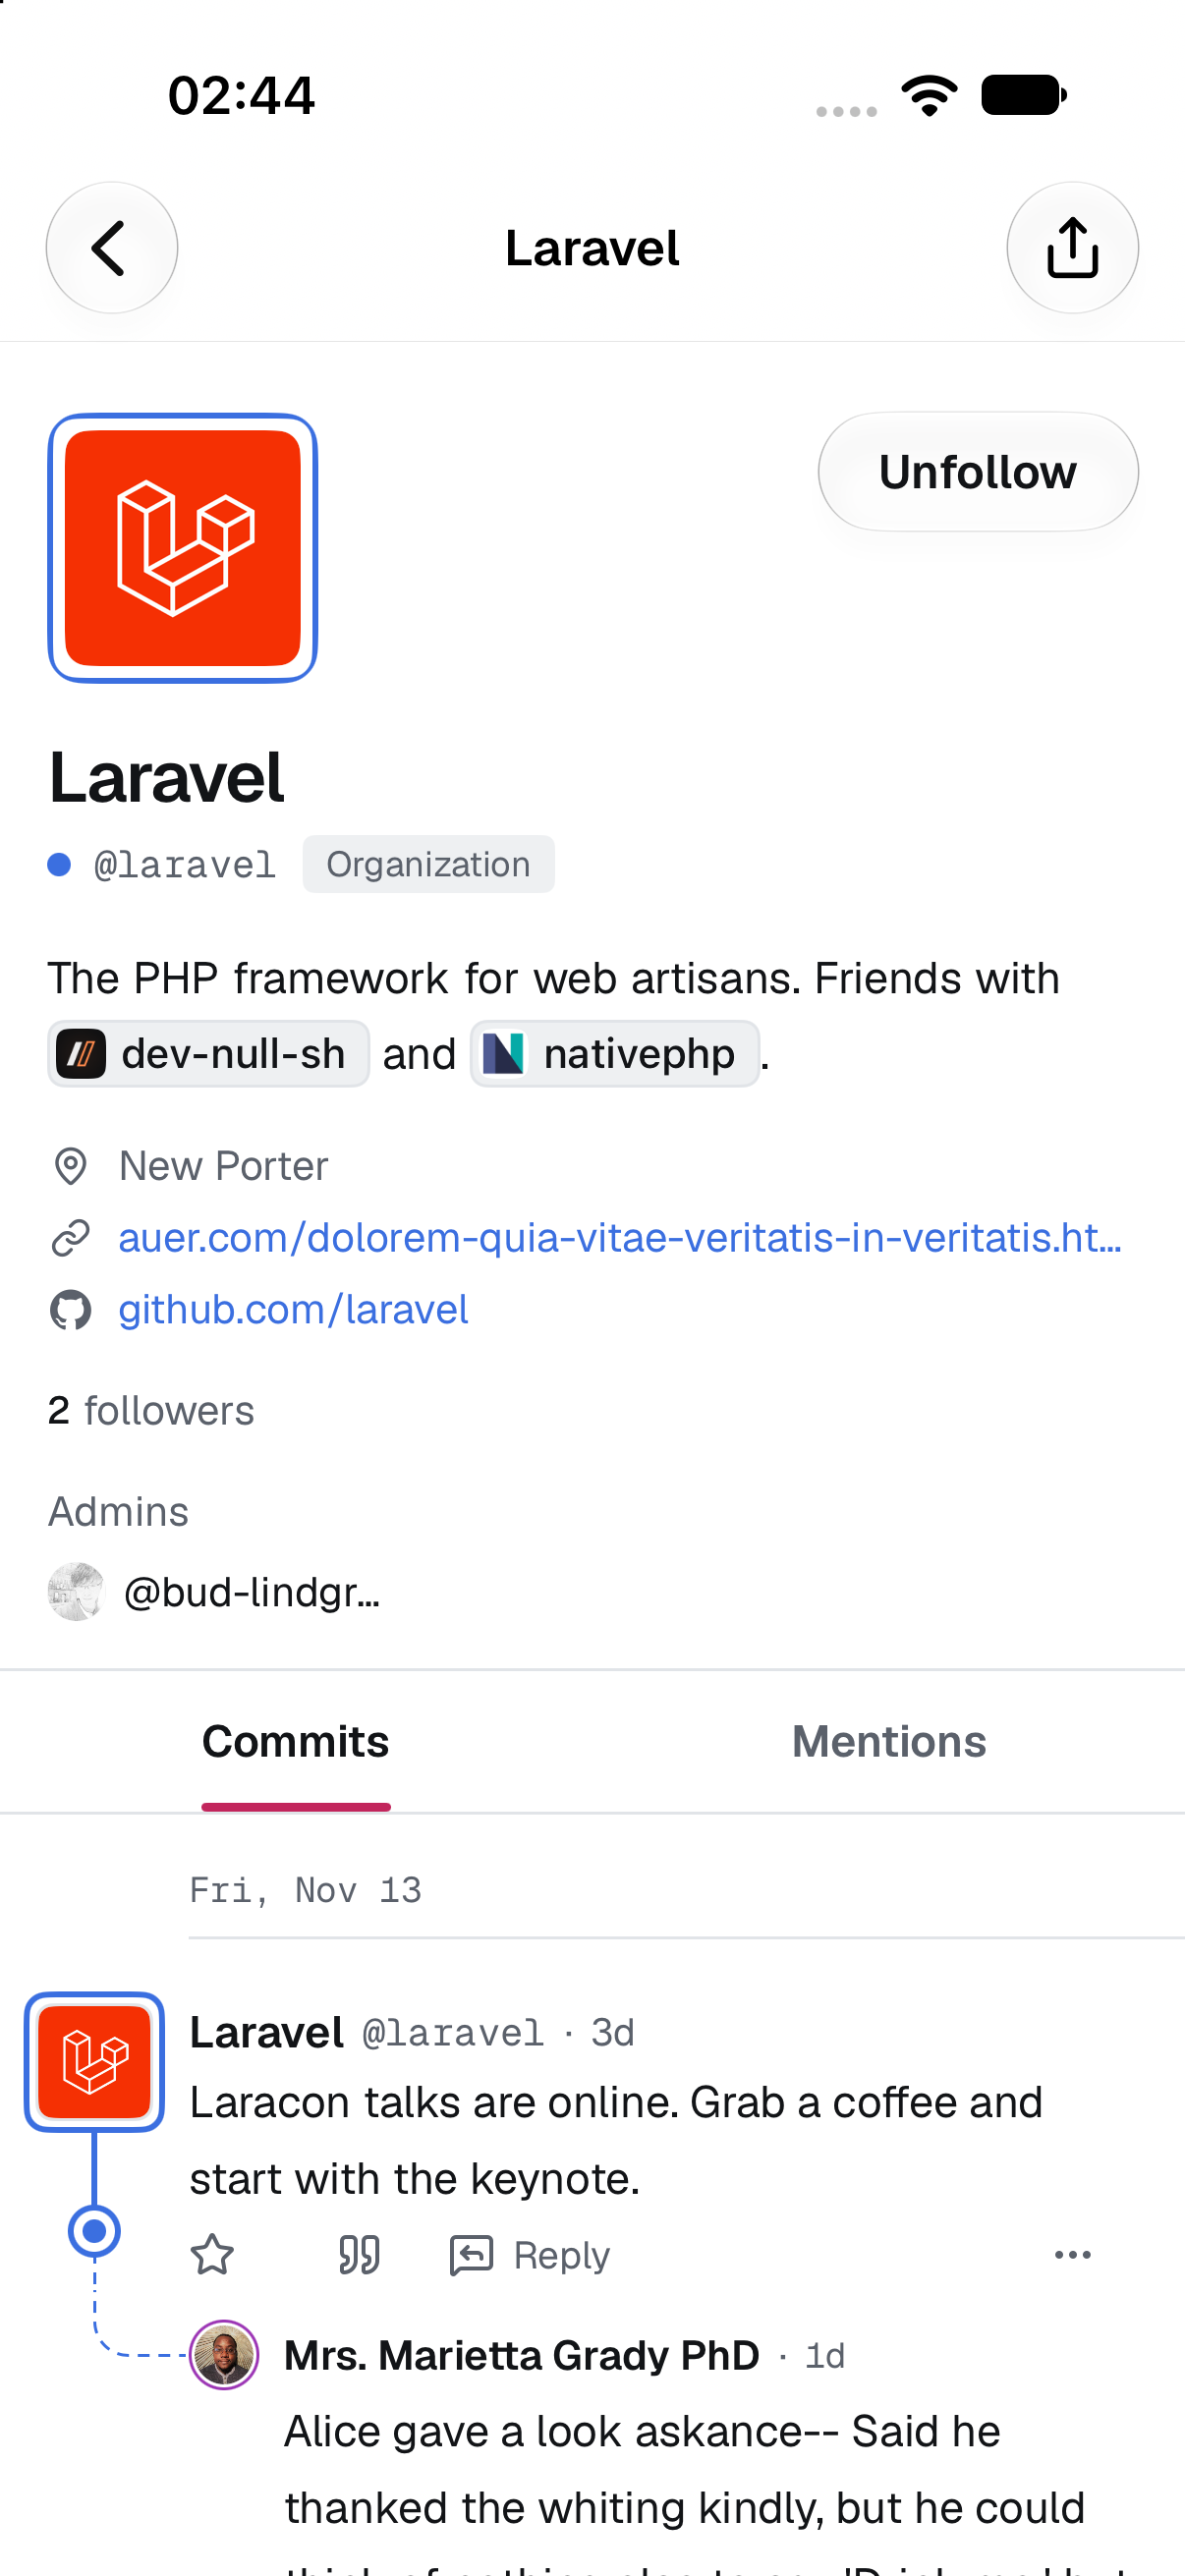 02:44
Laravel
Unfollow
Laravel
@laravel Organization
The PHP framework for web artisans. Friends with
dev-null-sh and nativephp.
New Porter
auer.com/dolorem-quia-vitae-veritatis-in-veritatis.ht...
github.com/laravel
2 followers
Admins
@bud-lindgr...
Commits Mentions
Fri, Nov 13
Laravel @laravel · 3d
Laracon talks are online. Grab a coffee and
start with the keynote.
Reply
Mrs. Marietta Grady PhD · 1d
Alice gave a look askance-- Said he
thanked the whiting kindly, but he could